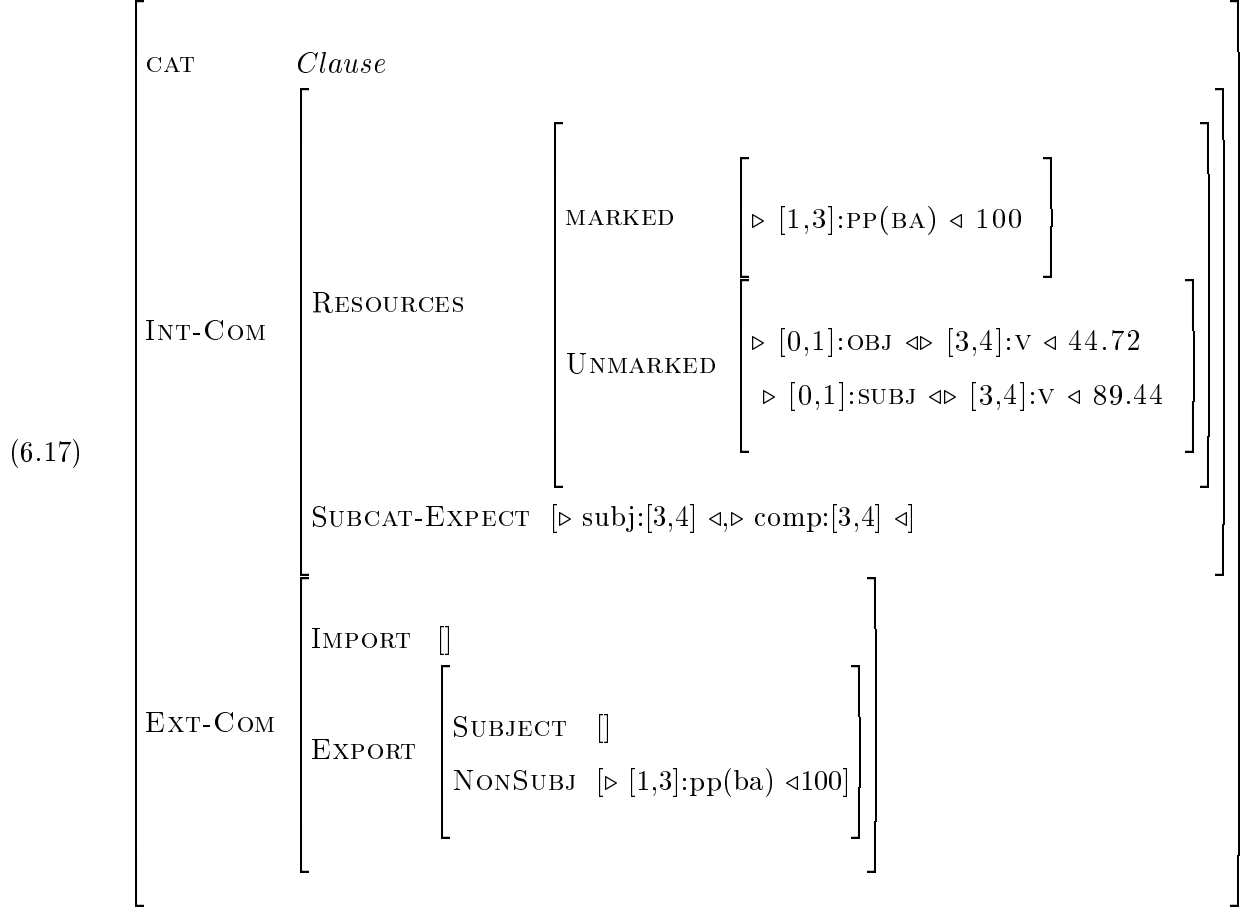 CAT Clause
MARKED ▹ [1,3]:PP(BA) ◃ 100
RESOURCES
INT-COM
▹ [0,1]:OBJ ◃▹ [3,4]:V ◃ 44.72
UNMARKED
▹ [0,1]:SUBJ ◃▹ [3,4]:V ◃ 89.44
(6.17)
SUBCAT-EXPECT [▹ subj:[3,4] ◃,▹ comp:[3,4] ◃]
IMPORT []
EXT-COM
SUBJECT []
EXPORT
NONSUBJ [▹ [1,3]:pp(ba) ◃100]